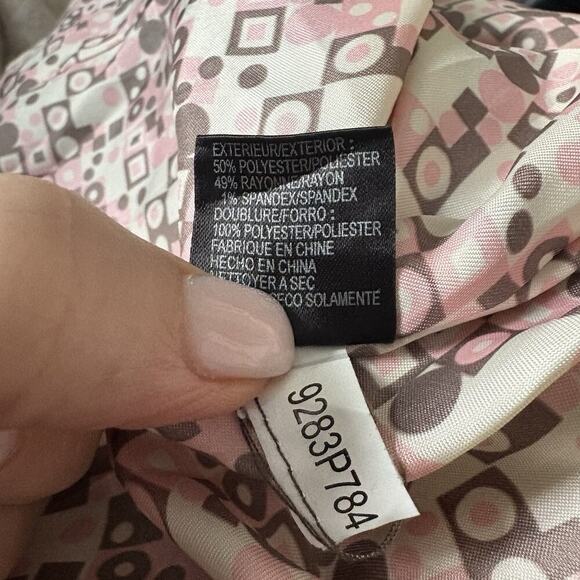 EXTERIEUR/EXTERIOR :
50% POLYESTER/POLIESTER
49% RAYONNE/RAYON
1% SPANDEX/SPANDEX
DOUBLURE/FORRO :
100% POLYESTER/POLIESTER
FABRIQUE EN CHINE
HECHO EN CHINA
NETTOYER A SEC
SECO SOLAMENTE
9283P784